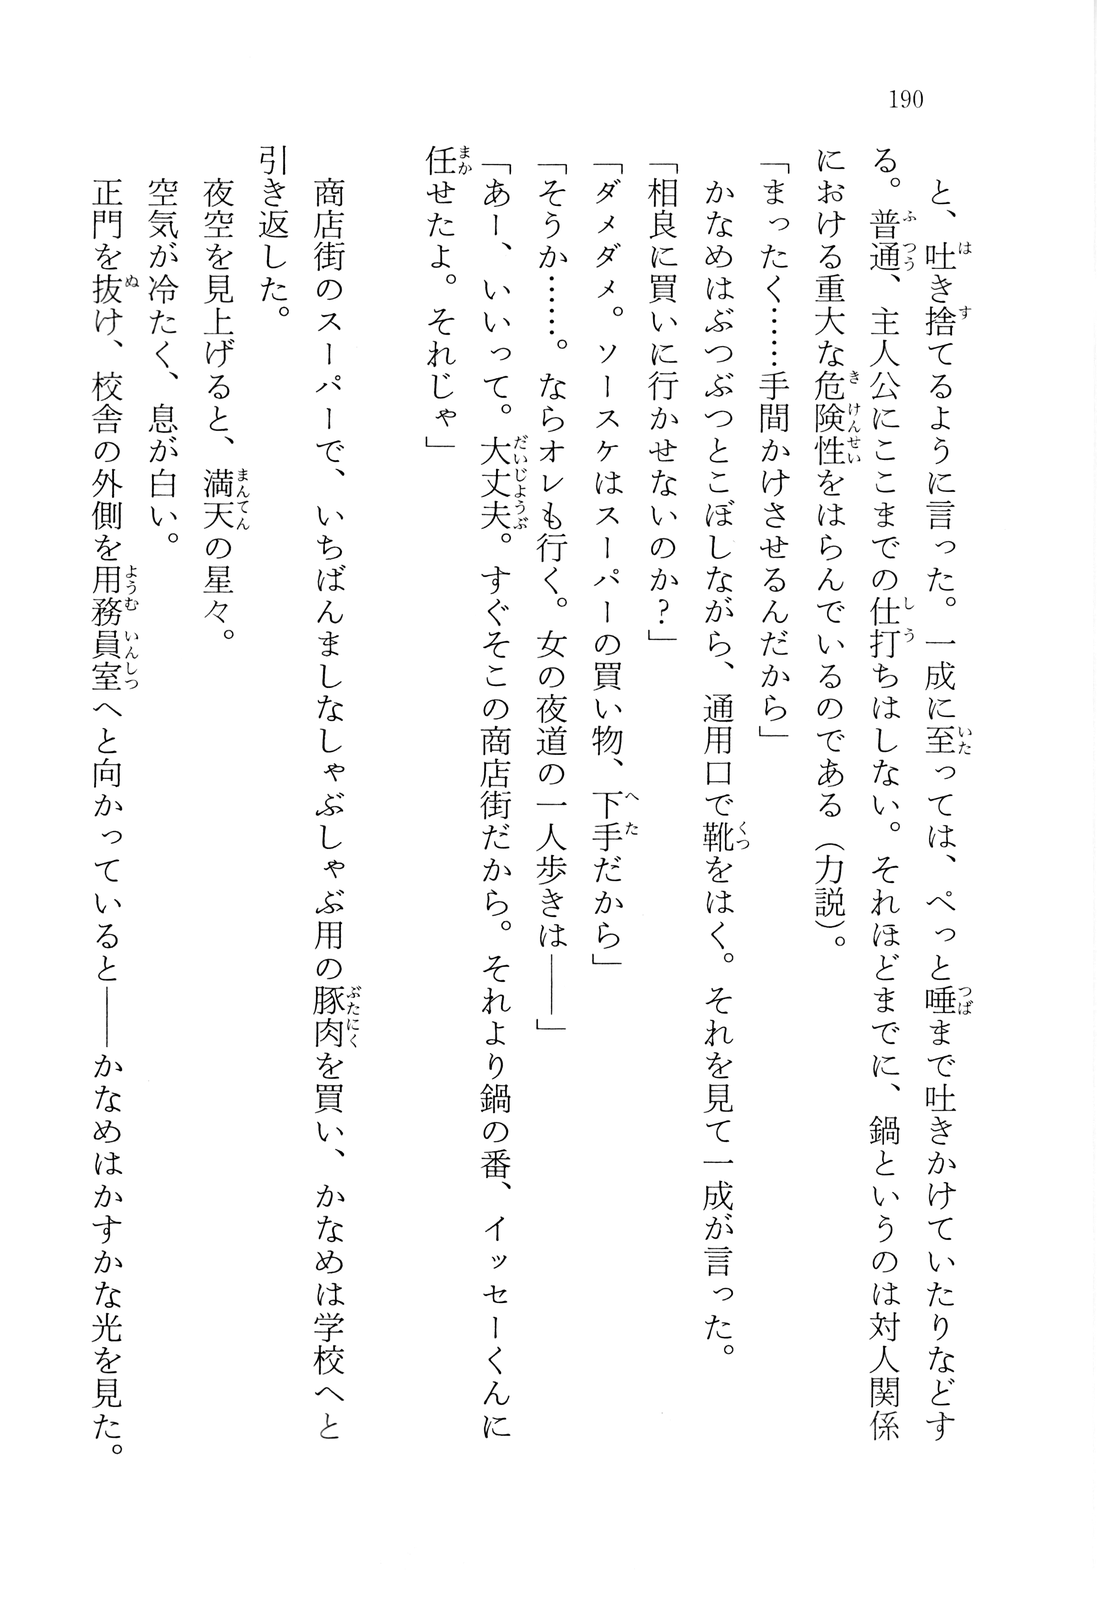 190
と、吐き捨てるように言った。一成に至っては、ぺっと唾まで吐きかけていたりなどす
る。普通、主人公にここまでの仕打ちはしない。それほどまでに、鍋というのは対人関係
における重大な危険性をはらんでいるのである（力説）。
「まったく……手間かけさせるんだから」
かなめはぶつぶつとこぼしながら、通用口で靴をはく。それを見て一成が言った。
「相良に買いに行かせないのか？」
「ダメダメ。ソースケはスーパーの買い物、下手だから」
「そうか……。ならオレも行く。女の夜道の一人歩きは――」
「あー、いいって。大丈夫。すぐそこの商店街だから。それより鍋の番、イッセーくんに
任せたよ。それじゃ」
商店街のスーパーで、いちばんましなしゃぶしゃぶ用の豚肉を買い、かなめは学校へと
引き返した。
夜空を見上げると、満天の星々。
空気が冷たく、息が白い。
正門を抜け、校舎の外側を用務員室へと向かっていると――かなめはかすかな光を見た。